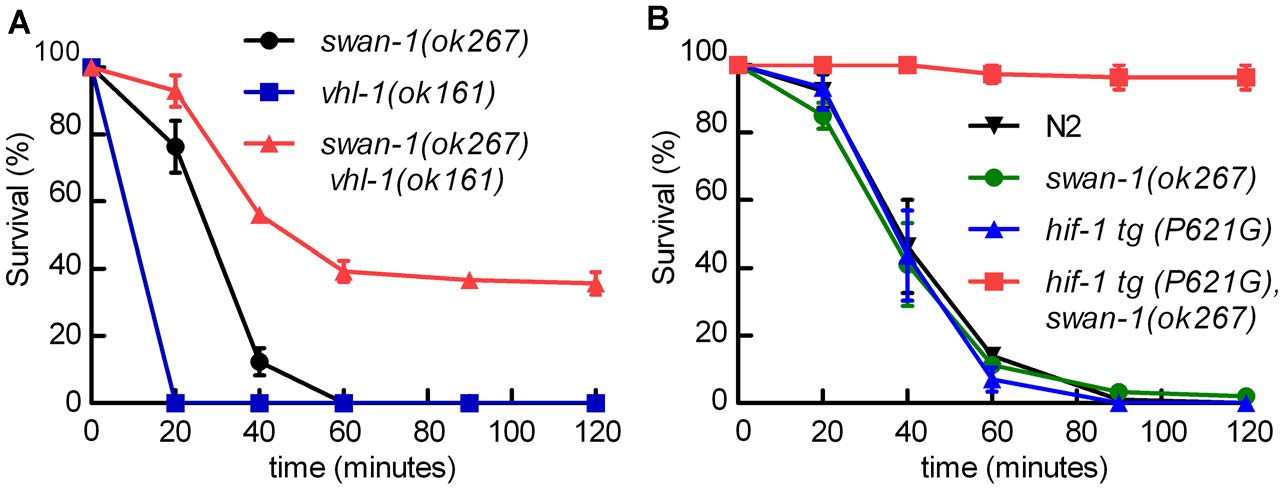 A
100
80
60
40
20
0
Survival (%)
0 20 40 60 80 100 120
time (minutes)
swan-1(ok267)
vhl-1(ok161)
swan-1(ok267)
vhl-1(ok161)
B
100
80
60
40
20
0
Survival (%)
0 20 40 60 80 100 120
time (minutes)
N2
swan-1(ok267)
hif-1 tg (P621G)
hif-1 tg (P621G),
swan-1(ok267)